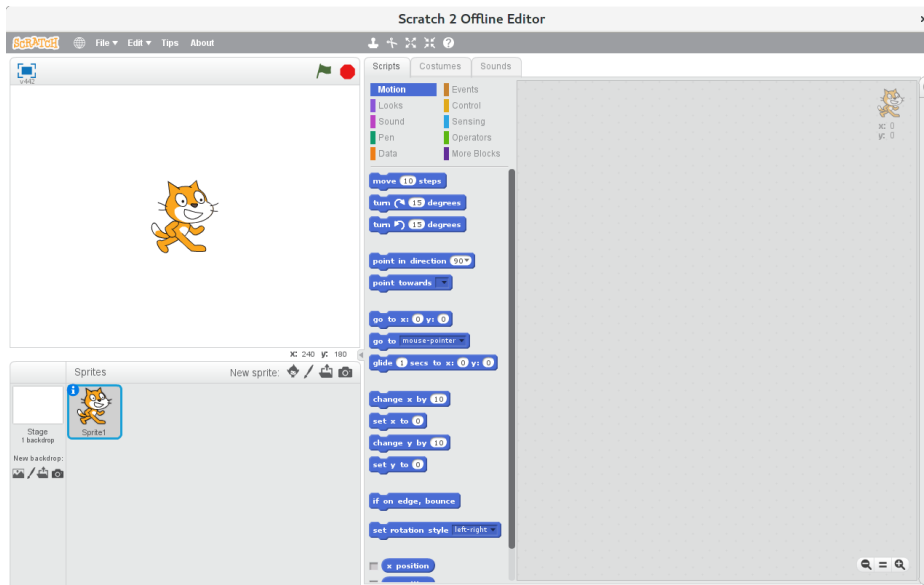 Scratch 2 Offline Editor
SCRATCH File Edit Tips About
v442
Scripts Costumes Sounds
Motion Events
Looks Control
Sound Sensing
Pen Operators
Data More Blocks
x: 0
y: 0
move 10 steps
turn 15 degrees
turn 15 degrees
point in direction 90
point towards
go to x: 0 y: 0
go to mouse-pointer
glide 1 secs to x: 0 y: 0
change x by 10
set x to 0
change y by 10
set y to 0
if on edge, bounce
set rotation style left-right
x position
x: 240 y: 180
Sprites New sprite:
Stage
1 backdrop
Sprite1
New backdrop: